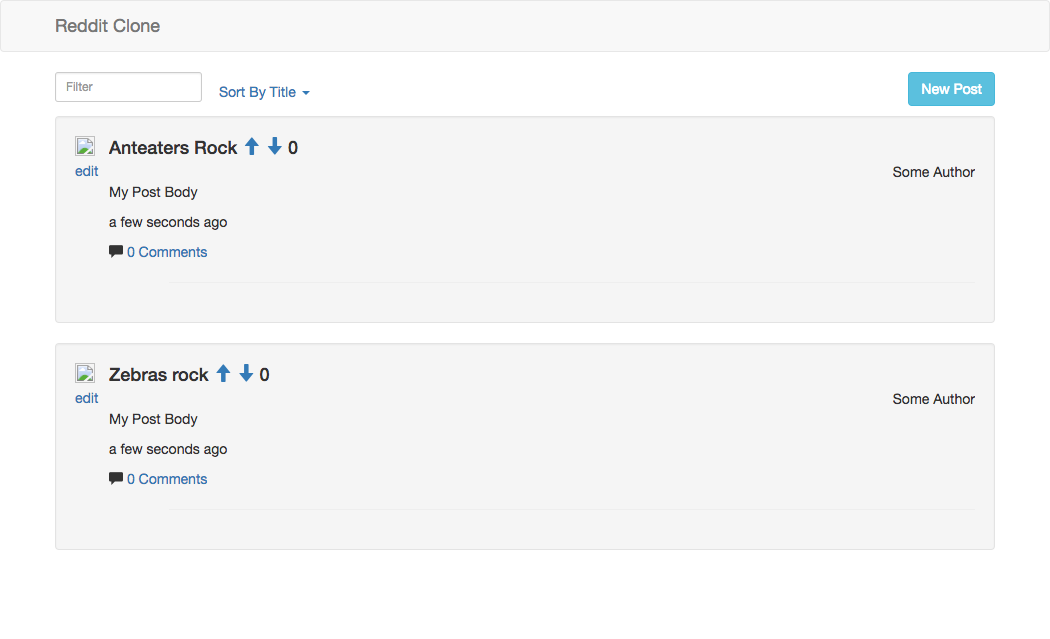 Reddit Clone
Filter
Sort By Title
New Post
Anteaters Rock 0
edit
Some Author
My Post Body
a few seconds ago
0 Comments
Zebras rock 0
edit
Some Author
My Post Body
a few seconds ago
0 Comments